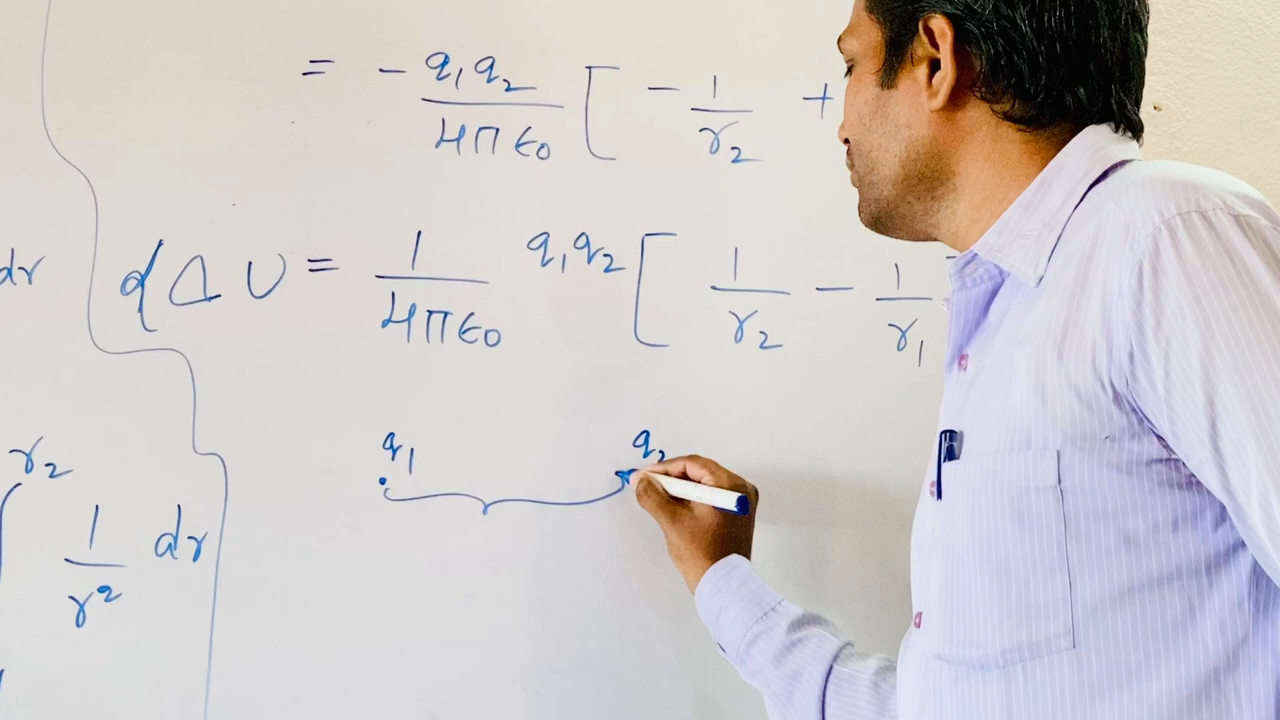 = - q₁q₂/4πε₀ [ - 1/r₂ +
dr
ΔU = 1/4πε₀ q₁q₂ [ 1/r₂ - 1/r₁
q₁ q₂
r₂
∫ 1/r² dr